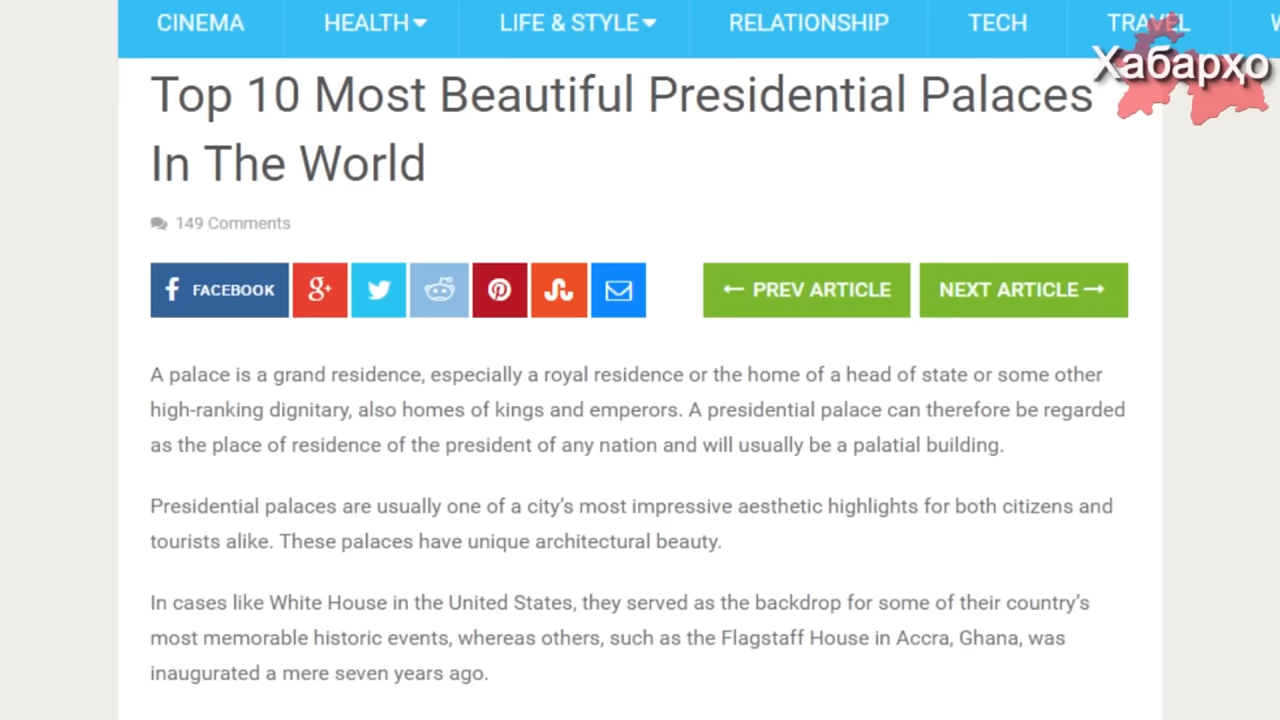 CINEMA HEALTH LIFE & STYLE RELATIONSHIP TECH TRAVEL W
Хабарҳо
Top 10 Most Beautiful Presidential Palaces
In The World
149 Comments
FACEBOOK g+ ← PREV ARTICLE NEXT ARTICLE →
A palace is a grand residence, especially a royal residence or the home of a head of state or some other
high-ranking dignitary, also homes of kings and emperors. A presidential palace can therefore be regarded
as the place of residence of the president of any nation and will usually be a palatial building.
Presidential palaces are usually one of a city’s most impressive aesthetic highlights for both citizens and
tourists alike. These palaces have unique architectural beauty.
In cases like White House in the United States, they served as the backdrop for some of their country’s
most memorable historic events, whereas others, such as the Flagstaff House in Accra, Ghana, was
inaugurated a mere seven years ago.